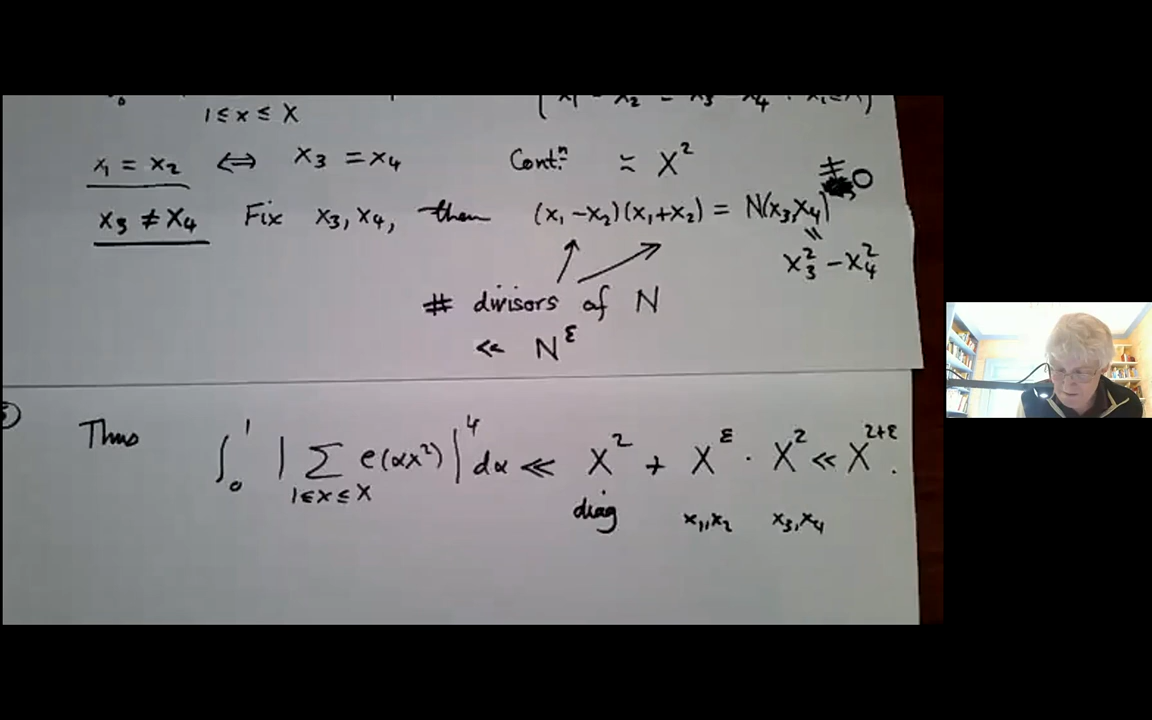 1 ≤ x ≤ X
x₁ = x₂ ⇔ x₃ = x₄ Contⁿ ≍ X²
x₃ ≠ x₄ Fix x₃, x₄, then (x₁ - x₂)(x₁ + x₂) = N(x₃, x₄) ≠ 0
" x₃² - x₄²
# divisors of N
≪ N^ε
Thus ∫₀¹ | Σ_{1≤x≤X} e(αx²) |⁴ dα ≪ X² + X^ε · X² ≪ X^{2+ε}.
diag x₁,x₂ x₃,x₄